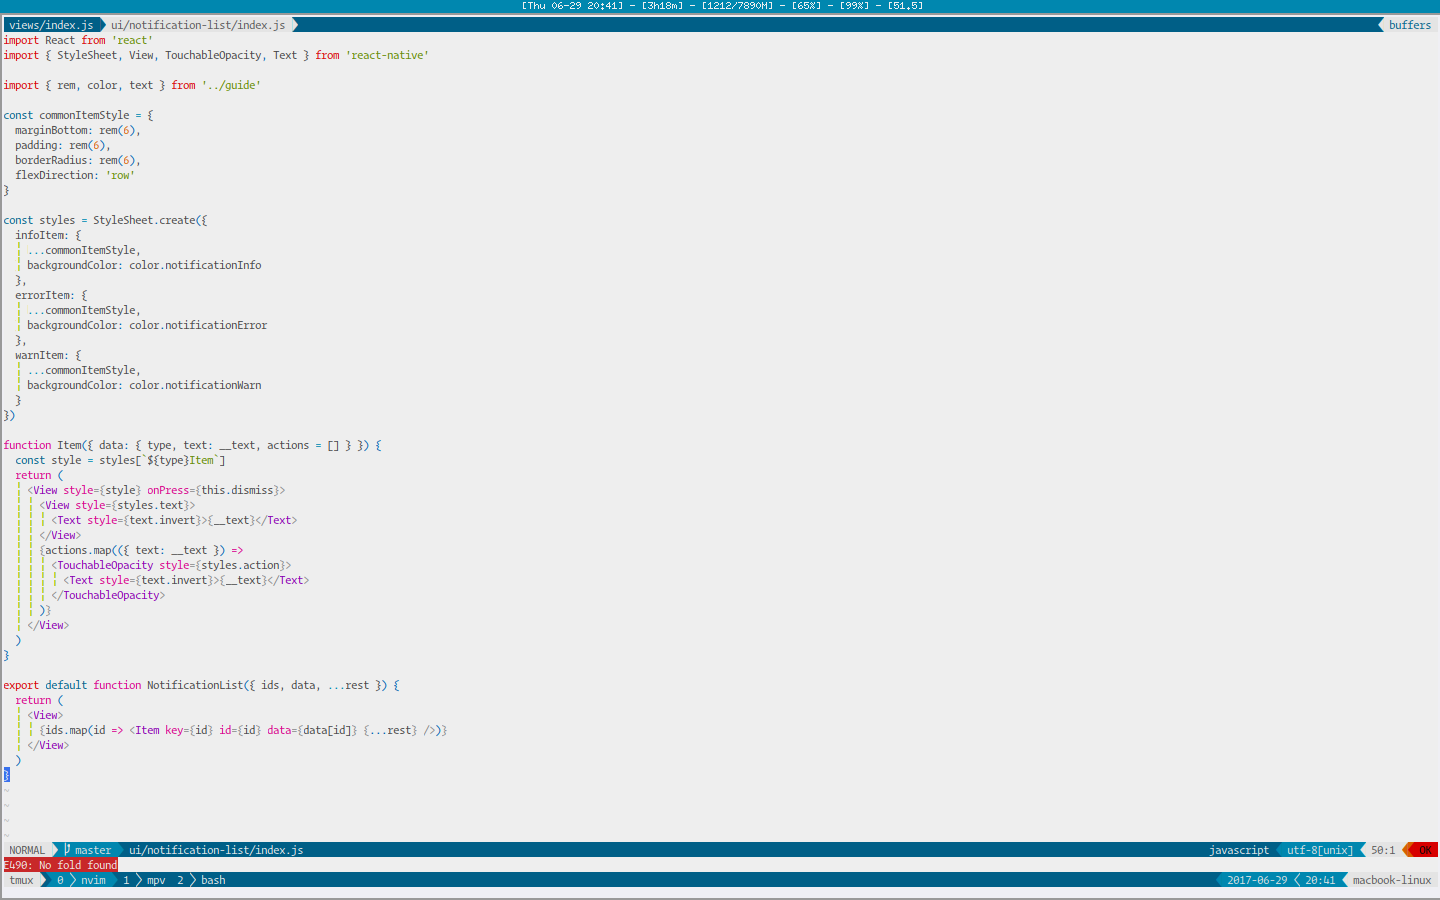 [Thu 06-29 20:41] - [3h18m] - [1212/7890M] - [65%] - [99%] - [51.5]
views/index.js ui/notification-list/index.js buffers
import React from 'react'
import { StyleSheet, View, TouchableOpacity, Text } from 'react-native'

import { rem, color, text } from '../guide'

const commonItemStyle = {
  marginBottom: rem(6),
  padding: rem(6),
  borderRadius: rem(6),
  flexDirection: 'row'
}

const styles = StyleSheet.create({
  infoItem: {
    ...commonItemStyle,
    backgroundColor: color.notificationInfo
  },
  errorItem: {
    ...commonItemStyle,
    backgroundColor: color.notificationError
  },
  warnItem: {
    ...commonItemStyle,
    backgroundColor: color.notificationWarn
  }
})

function Item({ data: { type, text: __text, actions = [] } }) {
  const style = styles[`${type}Item`]
  return (
    <View style={style} onPress={this.dismiss}>
      <View style={styles.text}>
        <Text style={text.invert}>{__text}</Text>
      </View>
      {actions.map(({ text: __text }) =>
        <TouchableOpacity style={styles.action}>
          <Text style={text.invert}>{__text}</Text>
        </TouchableOpacity>
      )}
    </View>
  )
}

export default function NotificationList({ ids, data, ...rest }) {
  return (
    <View>
      {ids.map(id => <Item key={id} id={id} data={data[id]} {...rest} />)}
    </View>
  )
}
~
~
~
~
NORMAL master ui/notification-list/index.js javascript utf-8[unix] 50:1 OK
E490: No fold found
tmux 0 nvim 1 mpv 2 bash 2017-06-29 20:41 macbook-linux